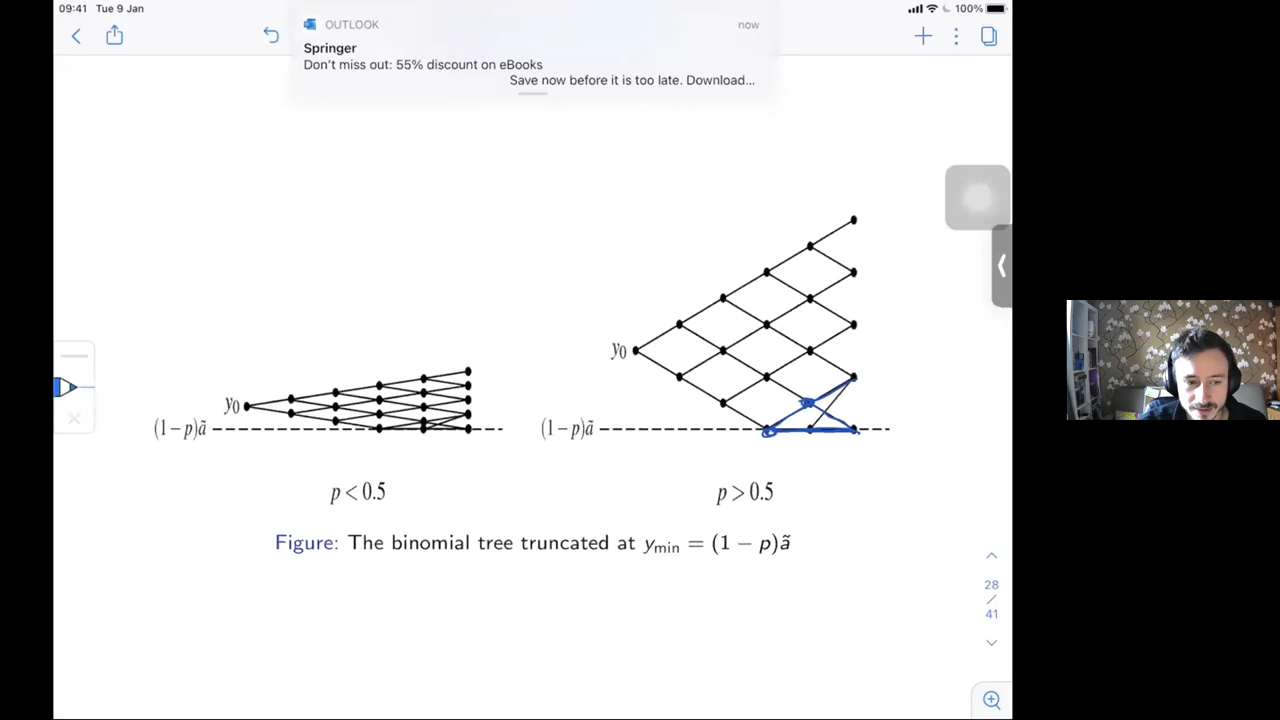 09:41 Tue 9 Jan
100%
OUTLOOK
now
Springer
Don't miss out: 55% discount on eBooks
Save now before it is too late. Download...
y₀
(1−p)ã
p < 0.5
y₀
(1−p)ã
p > 0.5
Figure: The binomial tree truncated at yₘᵢₙ = (1 − p)ã
28
/
41